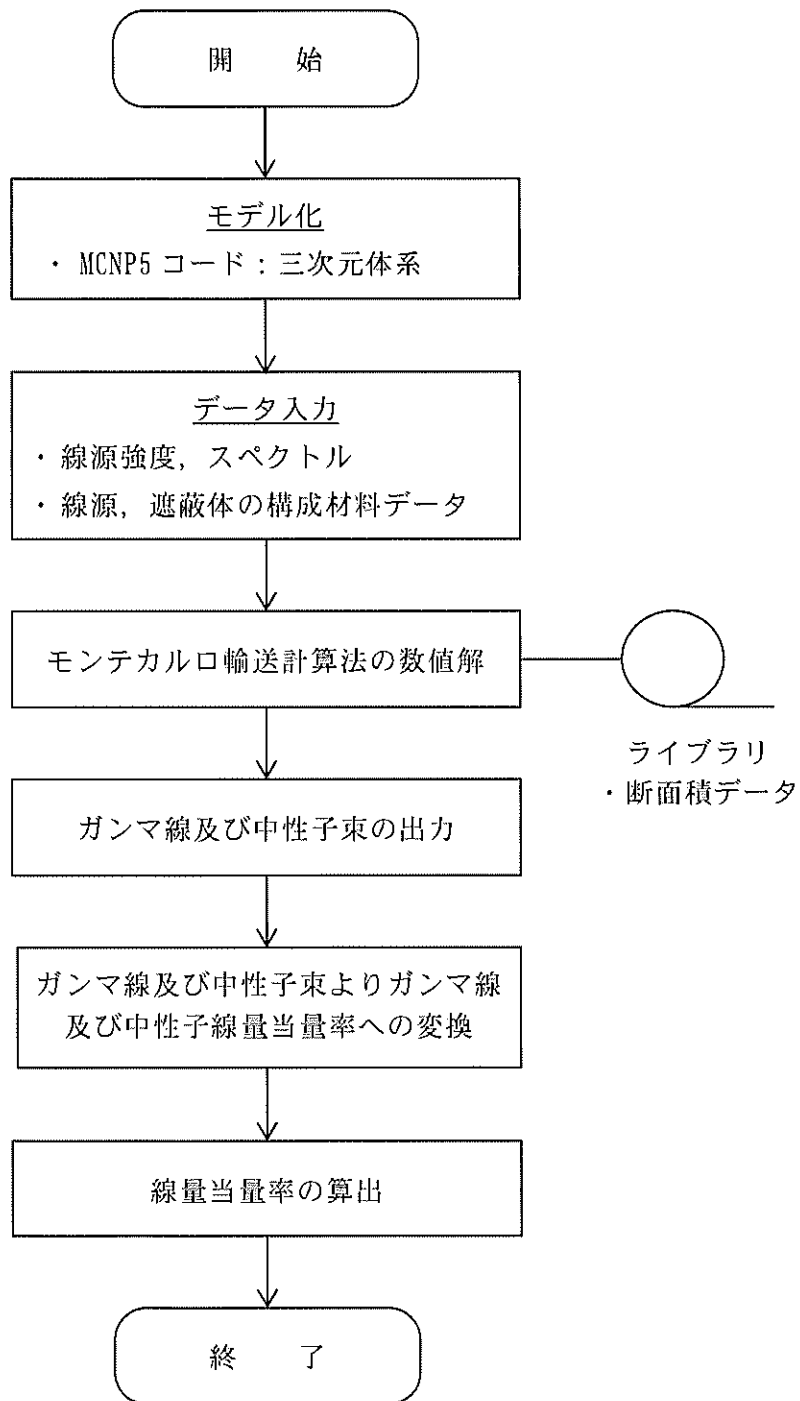 開　始
モデル化
・ MCNP5 コード：三次元体系
データ入力
・ 線源強度，スペクトル
・ 線源，遮蔽体の構成材料データ
モンテカルロ輸送計算法の数値解
ライブラリ
・断面積データ
ガンマ線及び中性子束の出力
ガンマ線及び中性子束よりガンマ線
及び中性子線量当量率への変換
線量当量率の算出
終　了